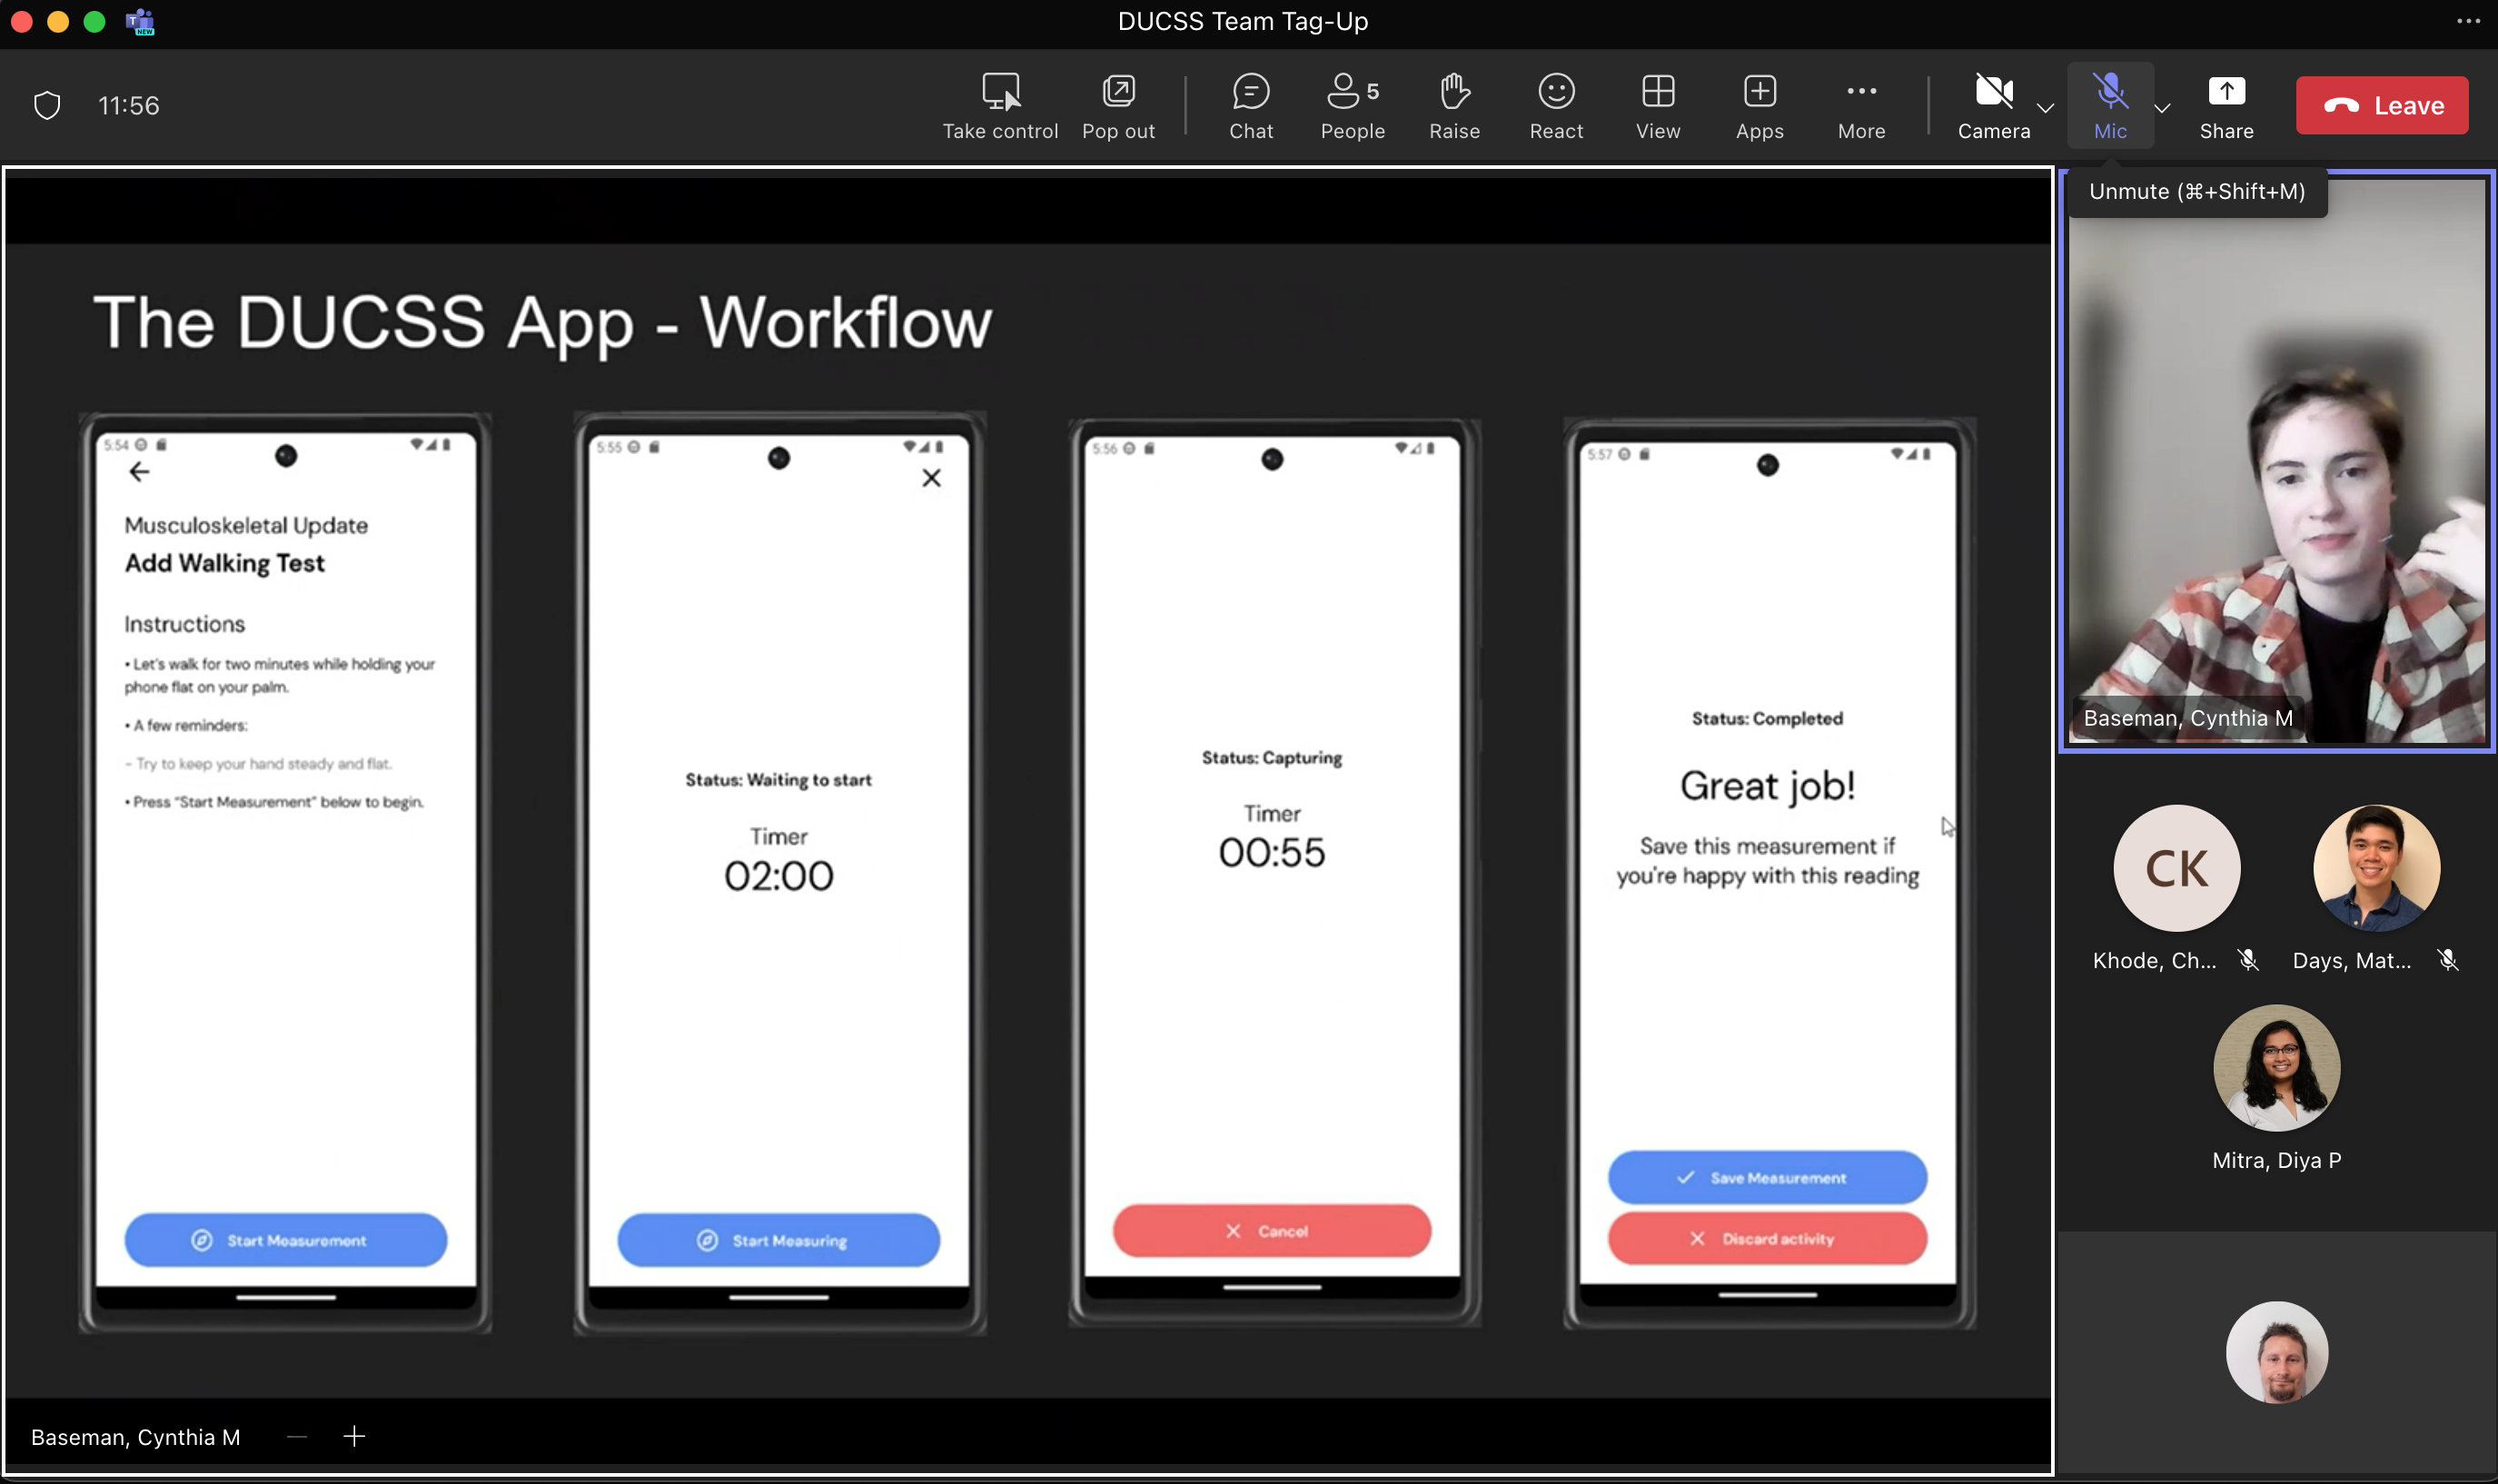 DUCSS Team Tag-Up
NEW
11:56
Take control
Pop out
Chat
5
People
Raise
React
View
Apps
More
Camera
Mic
Share
Leave
Unmute (⌘+Shift+M)
The DUCSS App - Workflow
5:54
Musculoskeletal Update
Add Walking Test
Instructions
• Let's walk for two minutes while holding your
phone flat on your palm.
• A few reminders:
- Try to keep your hand steady and flat.
• Press "Start Measurement" below to begin.
Start Measurement
5:55
Status: Waiting to start
Timer
02:00
Start Measuring
5:56
Status: Capturing
Timer
00:55
Cancel
5:57
Status: Completed
Great job!
Save this measurement if
you're happy with this reading
Save Measurement
Discard activity
Baseman, Cynthia M
Baseman, Cynthia M
CK
Khode, Ch...
Days, Mat...
Mitra, Diya P